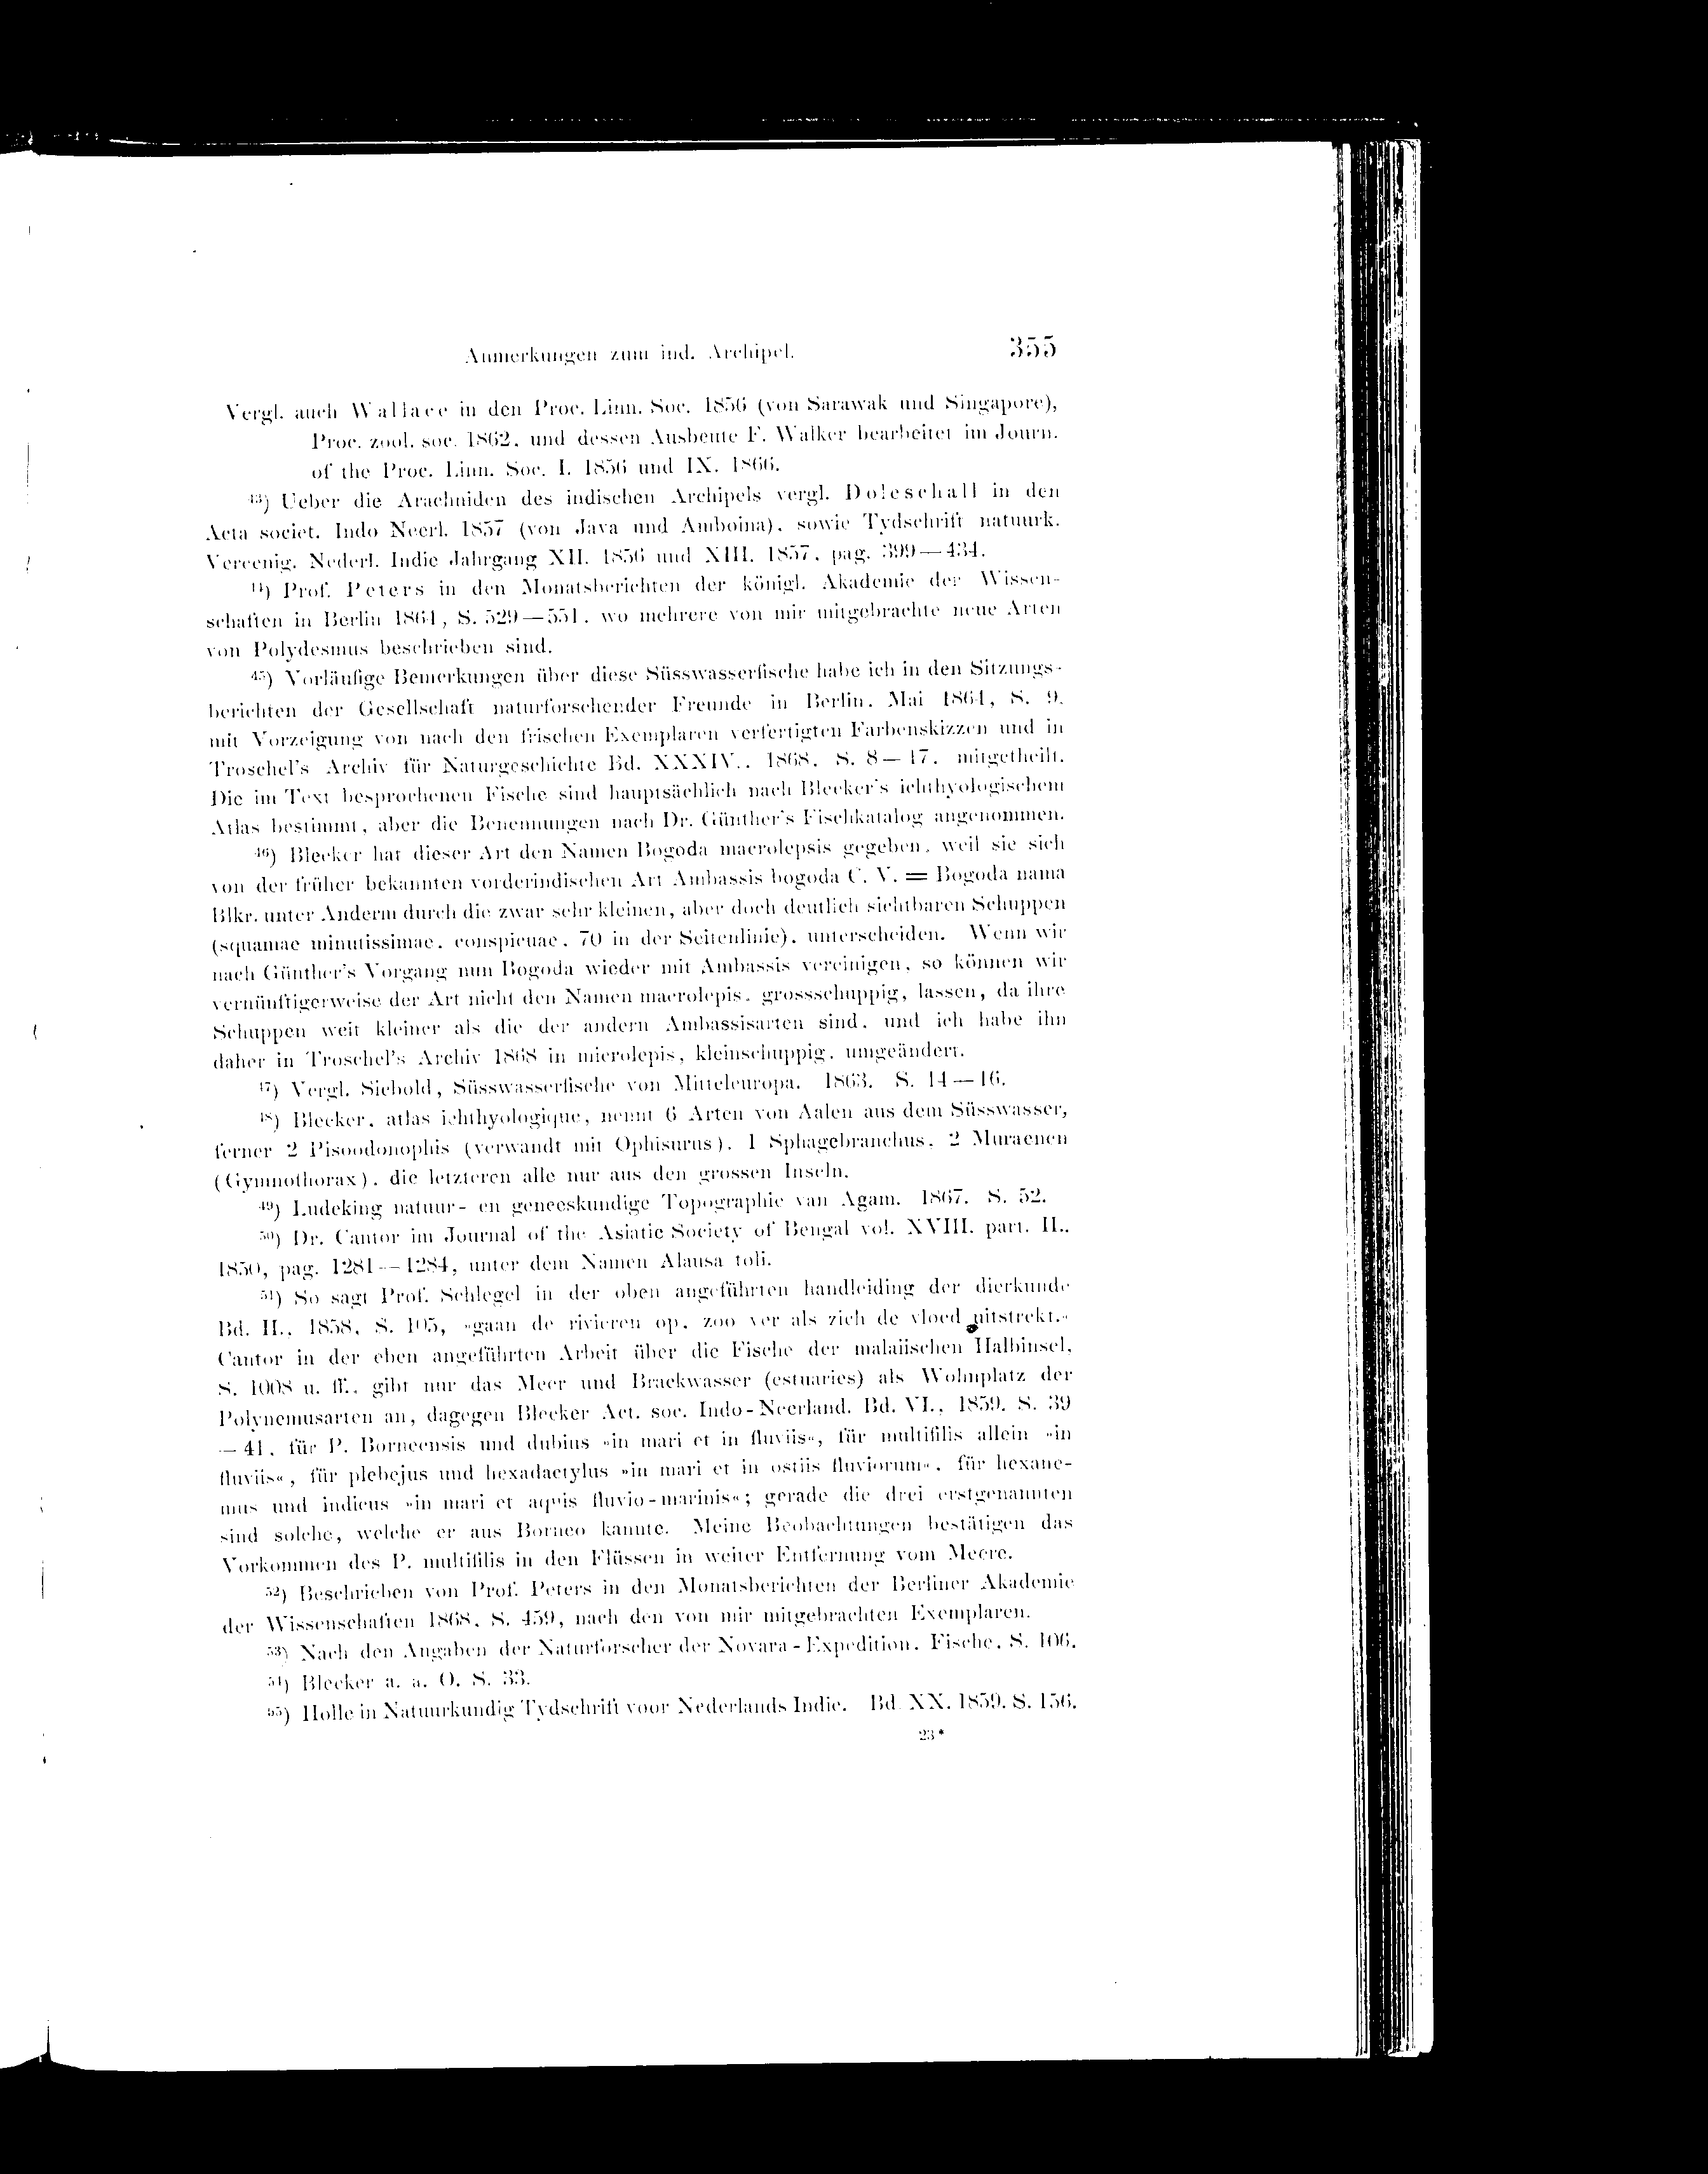 Anmerkungen zum ind. Archipel. 355
Vergl. auch Wallace in den Proc. Linn. Soc. 1856 (von Sarawak und Singapore),
Proc. zool. soc. 1862, und dessen Ausbeute F. Walker bearbeitet im Journ.
of the Proc. Linn. Soc. I. 1856 und IX. 1866.
43) Ueber die Arachniden des indischen Archipels vergl. Doleschall in den
Acta societ. Indo Neerl. 1857 (von Java und Amboina), sowie Tydschrift natuurk.
Vereenig. Nederl. Indie Jahrgang XII. 1856 und XIII. 1857, pag. 399—434.
44) Prof. Peters in den Monatsberichten der königl. Akademie der Wissen-
schaften in Berlin 1864, S. 529—551, wo mehrere von mir mitgebrachte neue Arten
von Polydesmus beschrieben sind.
45) Vorläufige Bemerkungen über diese Süsswasserfische habe ich in den Sitzungs-
berichten der Gesellschaft naturforschender Freunde in Berlin, Mai 1864, S. 9,
mit Vorzeigung von nach den frischen Exemplaren verfertigten Farbenskizzen und in
Troschel's Archiv für Naturgeschichte Bd. XXXIV., 1868, S. 8—17, mitgetheilt.
Die im Text besprochenen Fische sind hauptsächlich nach Bleeker's ichthyologischem
Atlas bestimmt, aber die Benennungen nach Dr. Günther's Fischkatalog angenommen.
46) Bleeker hat dieser Art den Namen Bogoda macrolepsis gegeben, weil sie sich
von der früher bekannten vorderindischen Art Ambassis bogoda C. V. = Bogoda nama
Blkr. unter Anderm durch die zwar sehr kleinen, aber doch deutlich sichtbaren Schuppen
(squamae minutissimae, conspicuae, 70 in der Seitenlinie), unterscheiden. Wenn wir
nach Günther's Vorgang nun Bogoda wieder mit Ambassis vereinigen, so können wir
vernünftigerweise der Art nicht den Namen macrolepis, grossschuppig, lassen, da ihre
Schuppen weit kleiner als die der andern Ambassisarten sind, und ich habe ihn
daher in Troschel's Archiv 1868 in microlepis, kleinschuppig, umgeändert.
47) Vergl. Siebold, Süsswasserfische von Mitteleuropa. 1863. S. 14—16.
48) Bleeker, atlas ichthyologique, nennt 6 Arten von Aalen aus dem Süsswasser,
ferner 2 Pisoodonophis (verwandt mit Ophisurus), 1 Sphagebranchus, 2 Muraenen
(Gymnothorax), die letzteren alle nur aus den grossen Inseln.
49) Ludeking natuur- en geneeskundige Topographie van Agam. 1867. S. 52.
50) Dr. Cantor im Journal of the Asiatic Society of Bengal vol. XVIII. part. II.,
1850, pag. 1281—1284, unter dem Namen Alausa toli.
51) So sagt Prof. Schlegel in der oben angeführten handleiding der dierkunde
Bd. II., 1858, S. 105, »gaan de rivieren op, zoo ver als zich de vloed uitstrekt.»
Cantor in der eben angeführten Arbeit über die Fische der malaiischen Halbinsel,
S. 1008 u. ff., gibt nur das Meer und Brackwasser (estuaries) als Wohnplatz der
Polynemusarten an, dagegen Bleeker Act. soc. Indo-Neerland. Bd. VI., 1859. S. 39
—41, für P. Borneensis und dubius »in mari et in fluviis«, für multifilis allein »in
fluviis«, für plebejus und hexadactylus »in mari et in ostiis fluviorum«, für hexane-
mus und indicus »in mari et aqeis fluvio-marinis«; gerade die drei erstgenannten
sind solche, welche er aus Borneo kannte. Meine Beobachtungen bestätigen das
Vorkommen des P. multifilis in den Flüssen in weiter Entfernung vom Meere.
52) Beschrieben von Prof. Peters in den Monatsberichten der Berliner Akademie
der Wissenschaften 1868, S. 459, nach den von mir mitgebrachten Exemplaren.
53) Nach den Angaben der Naturforscher der Novara-Expedition, Fische, S. 106.
54) Bleeker a. a. O. S. 33.
55) Holle in Natuurkundig Tydschrift voor Nederlands Indie. Bd. XX. 1859. S. 156.
23*